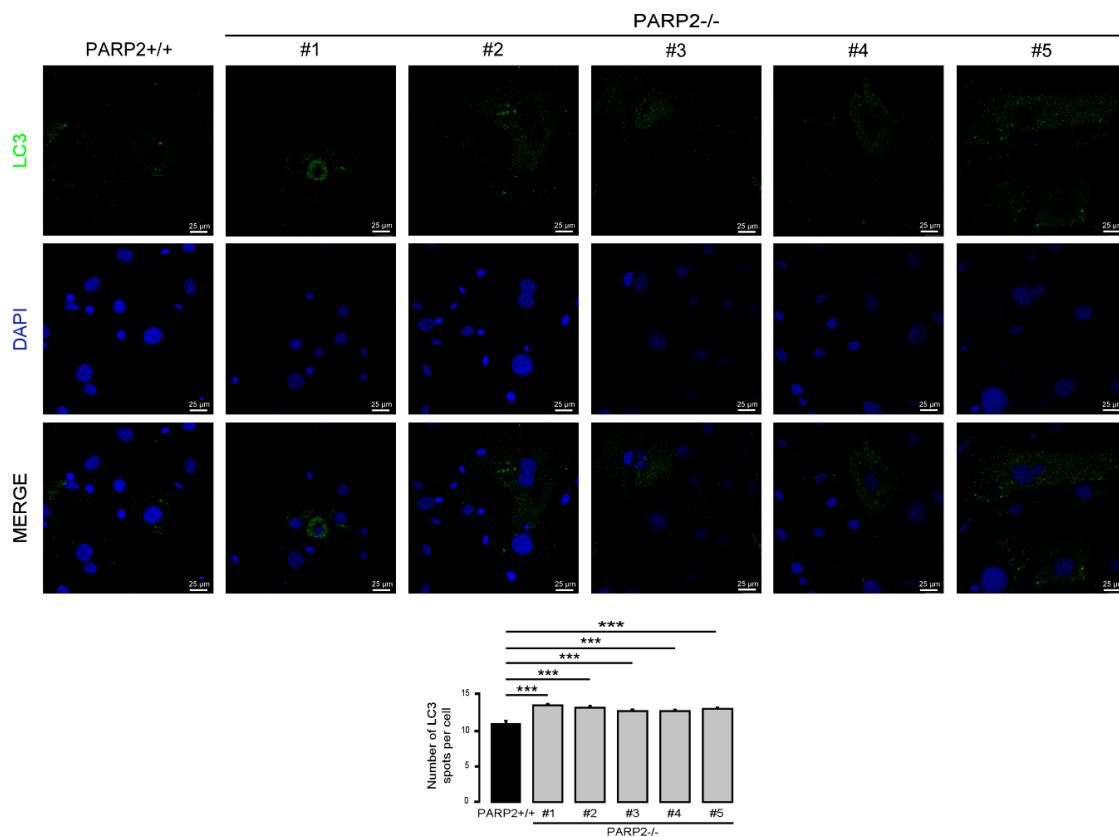 PARP2-/-
PARP2+/+ #1 #2 #3 #4 #5
LC3
25 µm 25 µm 25 µm 25 µm 25 µm 25 µm
DAPI
25 µm 25 µm 25 µm 25 µm 25 µm 25 µm
MERGE
25 µm 25 µm 25 µm 25 µm 25 µm 25 µm
***
***
***
***
***
Number of LC3
spots per cell
15
10
5
0
PARP2+/+ #1 #2 #3 #4 #5
PARP2-/-